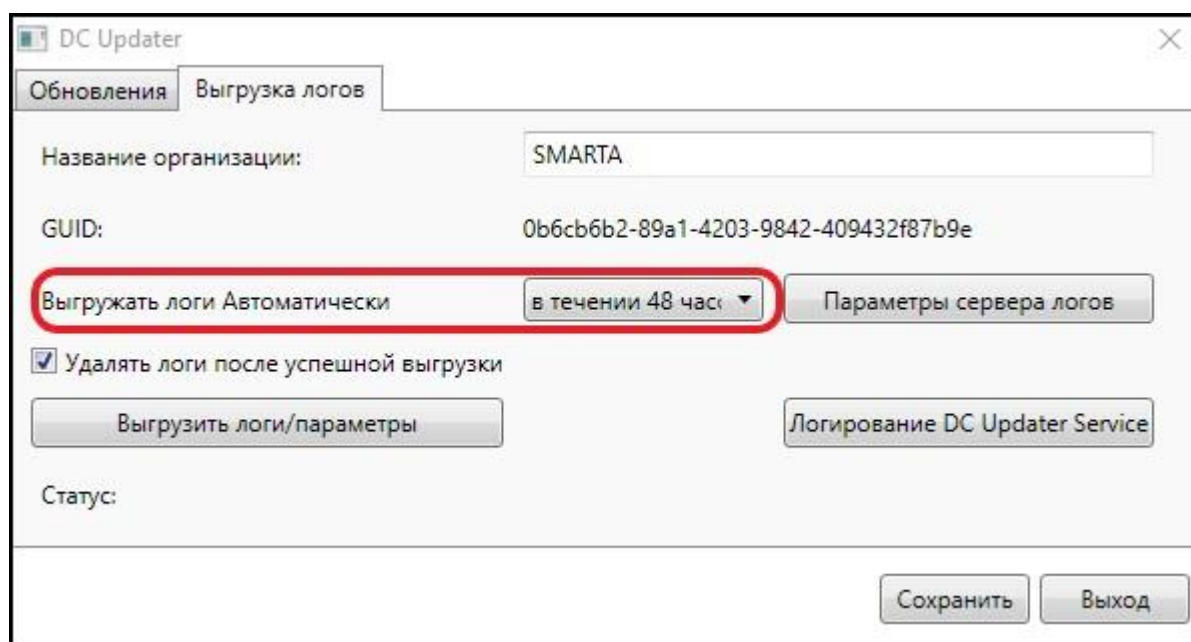 DC Updater
Обновления Выгрузка логов
Название организации: SMARTA
GUID: 0b6cb6b2-89a1-4203-9842-409432f87b9e
Выгружать логи Автоматически в течении 48 час Параметры сервера логов
Удалять логи после успешной выгрузки
Выгрузить логи/параметры Логирование DC Updater Service
Статус:
Сохранить Выход